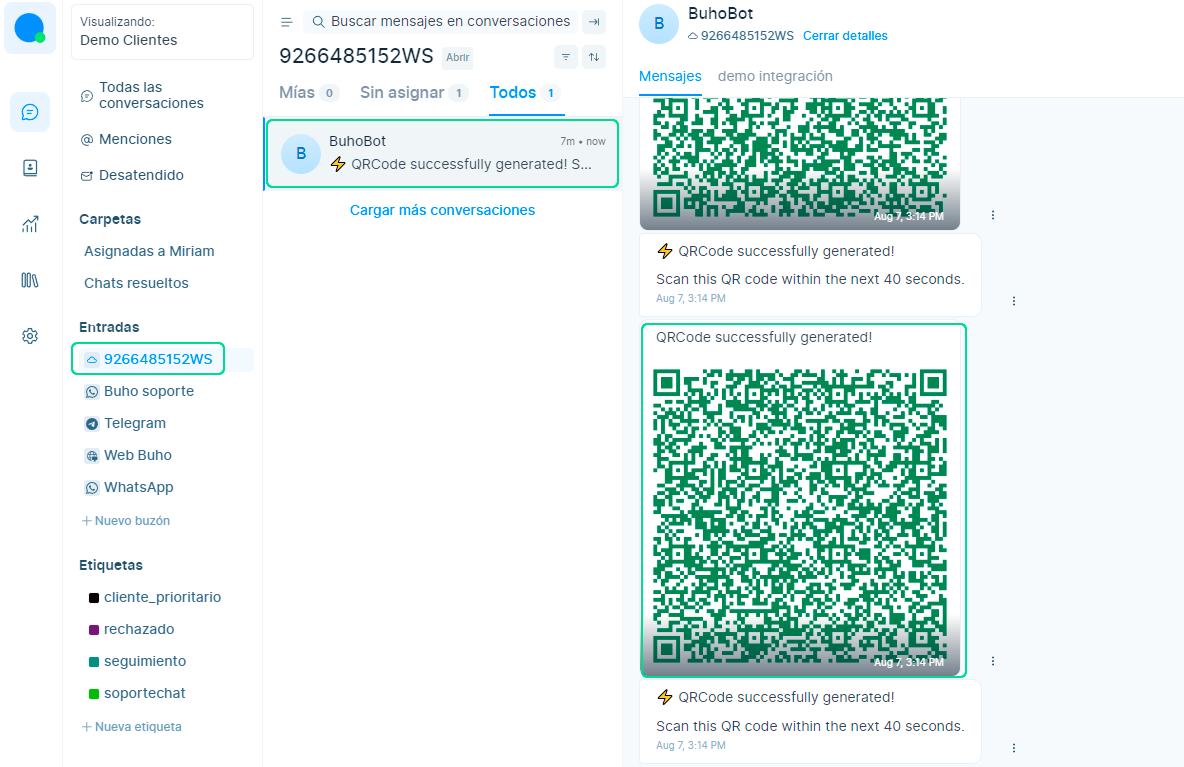 Visualizando:
Demo Clientes
Todas las
conversaciones
Menciones
Desatendido
Carpetas
Asignadas a Miriam
Chats resueltos
Entradas
9266485152WS
Buho soporte
Telegram
Web Buho
WhatsApp
+ Nuevo buzón
Etiquetas
cliente_prioritario
rechazado
seguimiento
soportechat
+ Nueva etiqueta
Buscar mensajes en conversaciones
9266485152WS Abrir
Mías 0 Sin asignar 1 Todos 1
B
BuhoBot 7m • now
⚡ QRCode successfully generated! S...
Cargar más conversaciones
B
BuhoBot
9266485152WS Cerrar detalles
Mensajes demo integración
Aug 7, 3:14 PM
⚡ QRCode successfully generated!
Scan this QR code within the next 40 seconds.
Aug 7, 3:14 PM
QRCode successfully generated!
Aug 7, 3:14 PM
⚡ QRCode successfully generated!
Scan this QR code within the next 40 seconds.
Aug 7, 3:14 PM